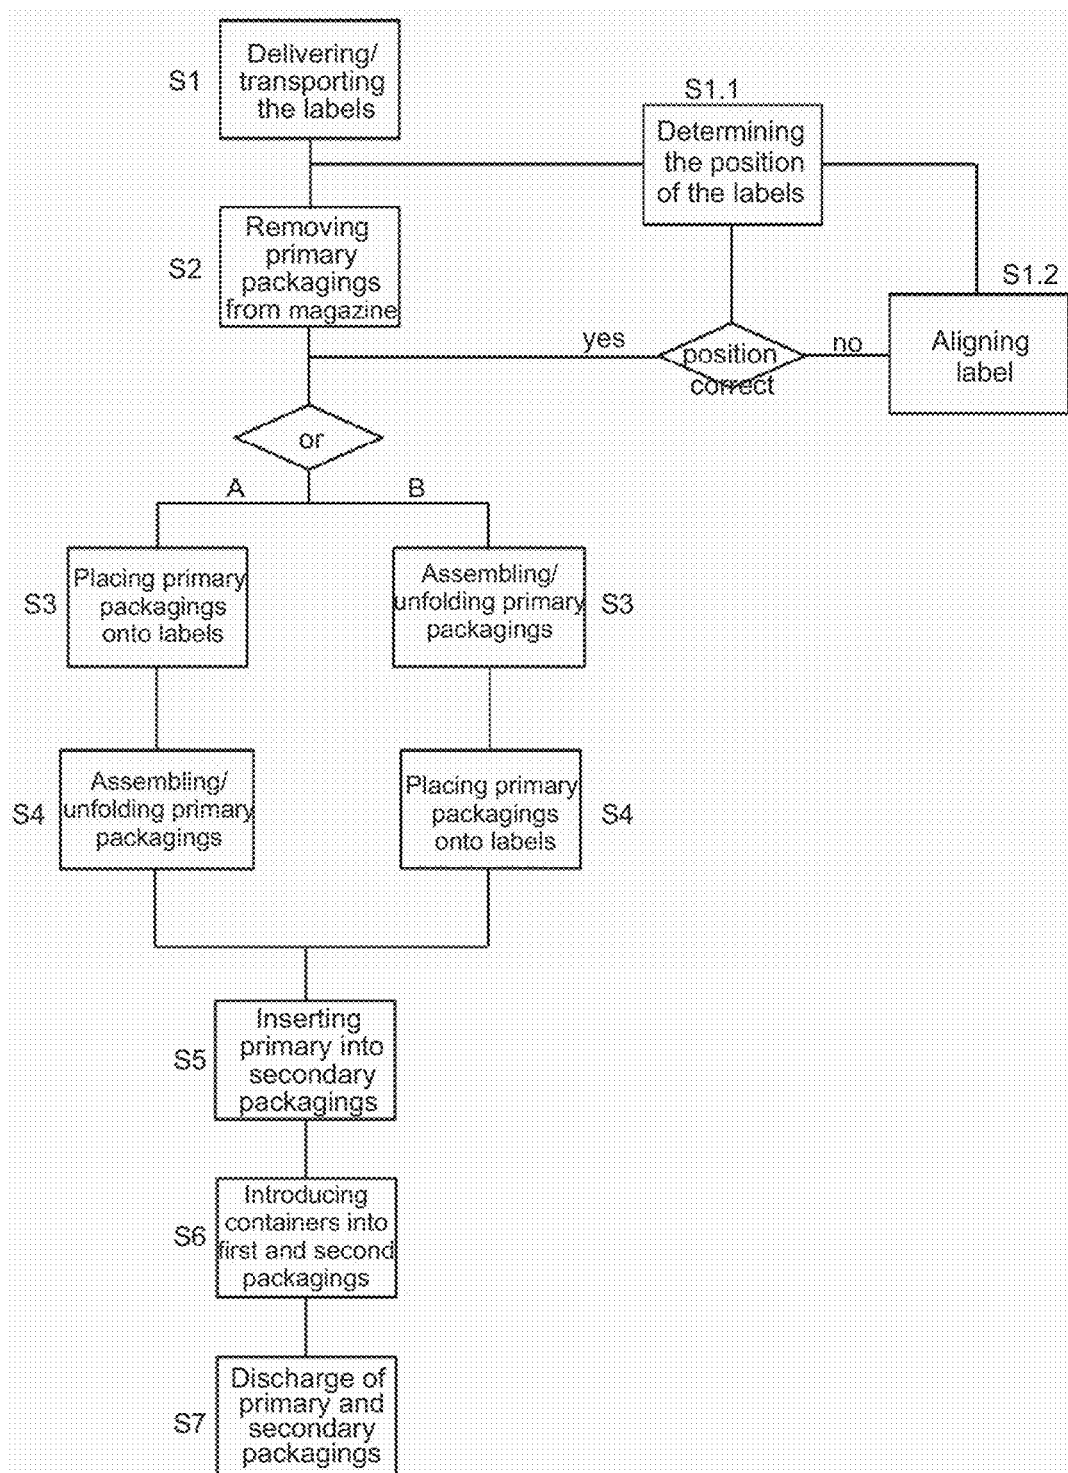 S1
Delivering/
transporting
the labels
S1.1
Determining
the position
of the labels
S2
Removing
primary
packagings
from magazine
S1.2
Aligning
label
yes
position
correct
no
or
A
B
S3
Placing primary
packagings
onto labels
Assembling/
unfolding primary
packagings
S3
S4
Assembling/
unfolding primary
packagings
Placing primary
packagings
onto labels
S4
S5
Inserting
primary into
secondary
packagings
S6
Introducing
containers into
first and second
packagings
S7
Discharge of
primary and
secondary
packagings